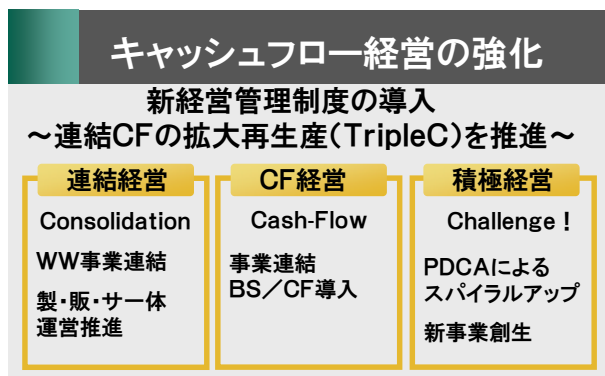 キャッシュフロー経営の強化
新経営管理制度の導入
～連結CFの拡大再生産(TripleC)を推進～
連結経営
Consolidation
WW事業連結
製・販・サ一体
運営推進
CF経営
Cash-Flow
事業連結
BS／CF導入
積極経営
Challenge！
PDCAによる
スパイラルアップ
新事業創生